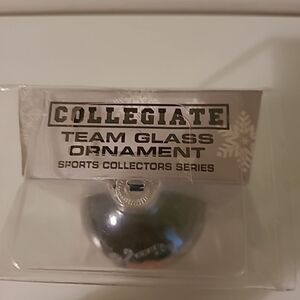 COLLEGIATE
TEAM GLASS
ORNAMENT
SPORTS COLLECTORS SERIES